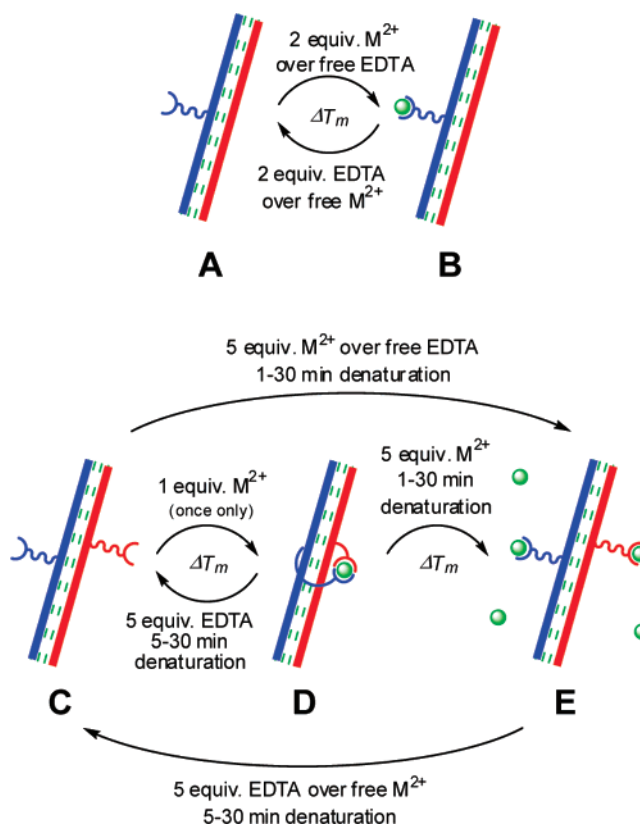 2 equiv. M²⁺
over free EDTA
ΔTₘ
2 equiv. EDTA
over free M²⁺
A
B
5 equiv. M²⁺ over free EDTA
1-30 min denaturation
1 equiv. M²⁺
(once only)
ΔTₘ
5 equiv. EDTA
5-30 min
denaturation
5 equiv. M²⁺
1-30 min
denaturation
ΔTₘ
C
D
E
5 equiv. EDTA over free M²⁺
5-30 min denaturation